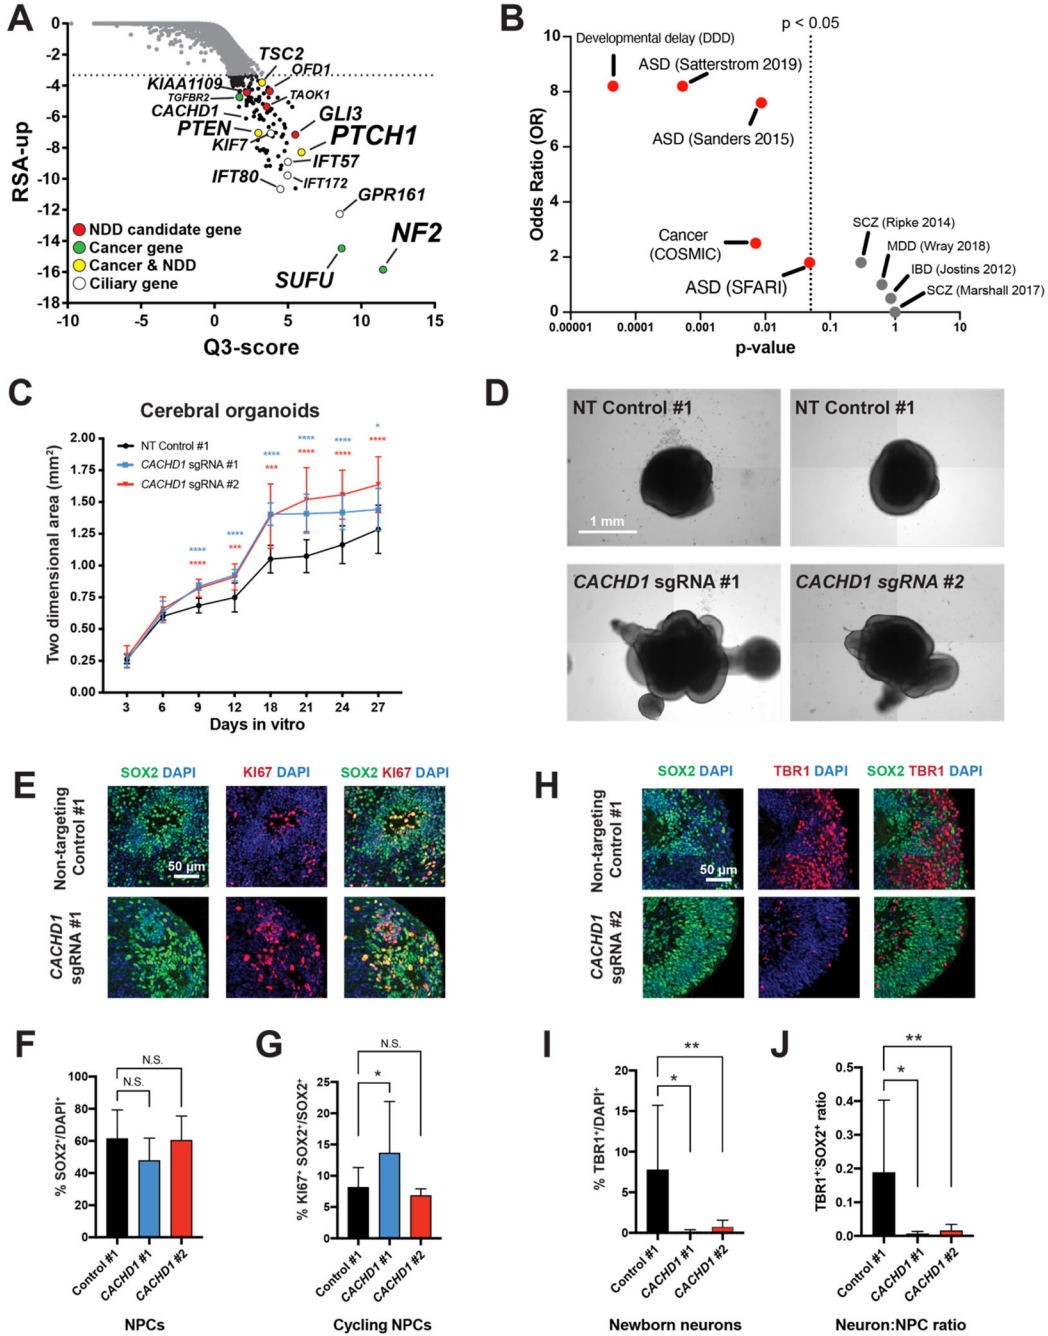 A
0
-2
-4
-6
-8
-10
-12
-14
-16
-18
RSA-up
-10
-5
0
5
10
15
Q3-score
TSC2
OFD1
KIAA1109
TGFBR2
TAOK1
CACHD1
GLI3
PTEN
PTCH1
KIF7
IFT57
IFT80
IFT172
GPR161
NF2
SUFU
NDD candidate gene
Cancer gene
Cancer & NDD
Ciliary gene
B
p < 0.05
10
8
6
4
2
0
Odds Ratio (OR)
Developmental delay (DDD)
ASD (Satterstrom 2019)
ASD (Sanders 2015)
Cancer
(COSMIC)
ASD (SFARI)
SCZ (Ripke 2014)
MDD (Wray 2018)
IBD (Jostins 2012)
SCZ (Marshall 2017)
0.00001
0.0001
0.001
0.01
0.1
1
10
p-value
C
Cerebral organoids
2.00
1.75
1.50
1.25
1.00
0.75
0.50
0.25
0.00
Two dimensional area (mm²)
NT Control #1
CACHD1 sgRNA #1
CACHD1 sgRNA #2
****
****
****
***
****
***
****
****
****
****
*
****
3
6
9
12
18
21
24
27
Days in vitro
D
NT Control #1
1 mm
NT Control #1
CACHD1 sgRNA #1
CACHD1 sgRNA #2
E
SOX2 DAPI
KI67 DAPI
SOX2 KI67
Non-targeting
Control #1
50 µm
CACHD1
sgRNA #1
H
SOX2 DAPI
TBR1 DAPI
SOX2 TBR1
Non-targeting
Control #1
50 µm
CACHD1
sgRNA #2
F
N.S.
N.S.
100
80
60
40
20
0
% SOX2⁺/DAPI⁺
Control #1
CACHD1 #1
CACHD1 #2
NPCs
G
N.S.
*
25
20
15
10
5
0
% KI67⁺ SOX2⁺/SOX2⁺
Control #1
CACHD1 #1
CACHD1 #2
Cycling NPCs
I
**
*
20
15
10
5
0
% TBR1⁺/DAPI⁺
Control #1
CACHD1 #1
CACHD1 #2
Newborn neurons
J
**
*
0.5
0.4
0.3
0.2
0.1
0.0
TBR1⁺:SOX2⁺ ratio
Control #1
CACHD1 #1
CACHD1 #2
Neuron:NPC ratio